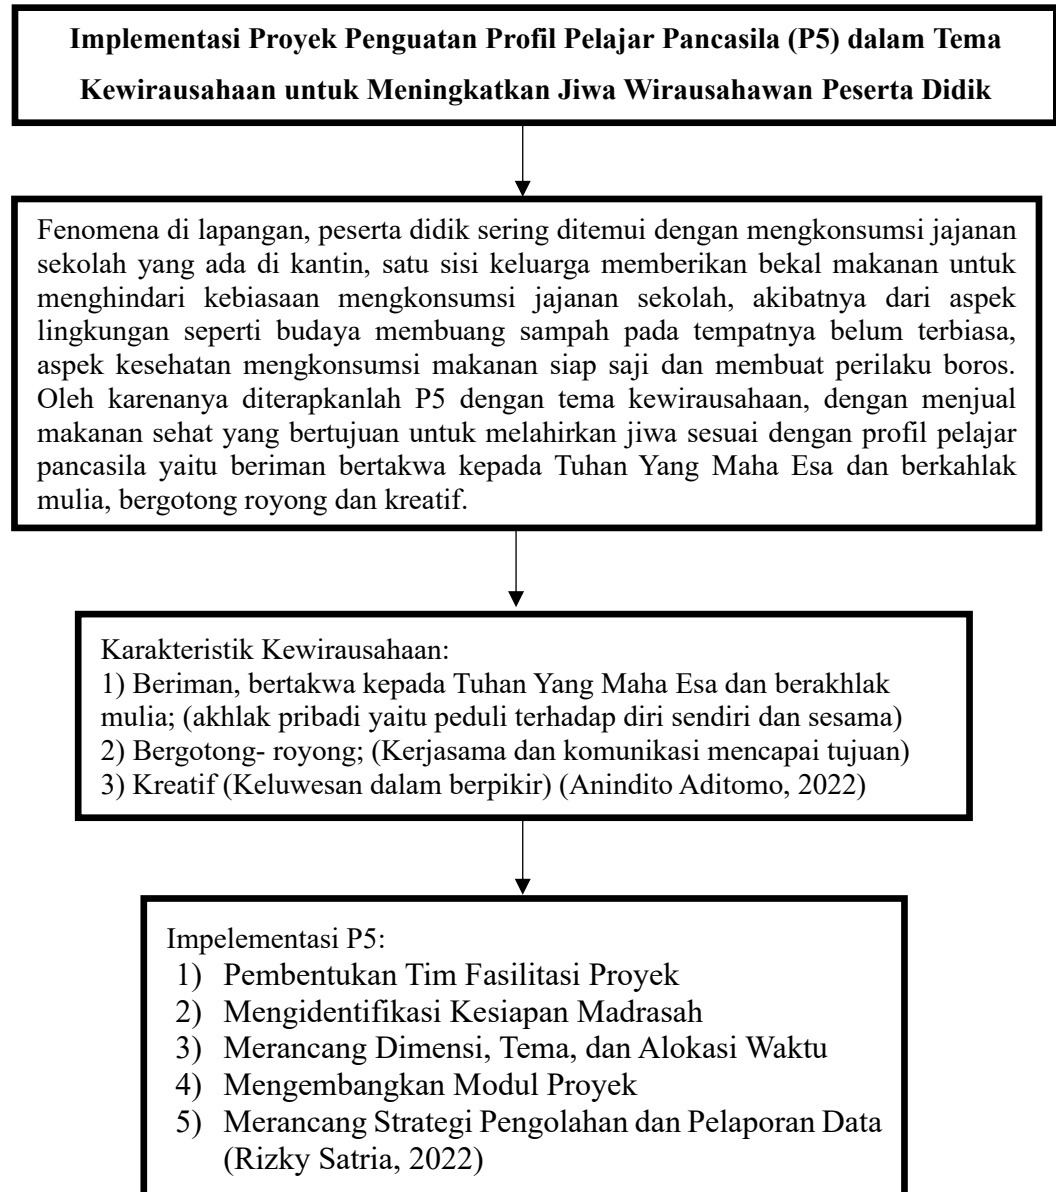 Implementasi Proyek Penguatan Profil Pelajar Pancasila (P5) dalam Tema
Kewirausahaan untuk Meningkatkan Jiwa Wirausahawan Peserta Didik
Fenomena di lapangan, peserta didik sering ditemui dengan mengkonsumsi jajanan
sekolah yang ada di kantin, satu sisi keluarga memberikan bekal makanan untuk
menghindari kebiasaan mengkonsumsi jajanan sekolah, akibatnya dari aspek
lingkungan seperti budaya membuang sampah pada tempatnya belum terbiasa,
aspek kesehatan mengkonsumsi makanan siap saji dan membuat perilaku boros.
Oleh karenanya diterapkanlah P5 dengan tema kewirausahaan, dengan menjual
makanan sehat yang bertujuan untuk melahirkan jiwa sesuai dengan profil pelajar
pancasila yaitu beriman bertakwa kepada Tuhan Yang Maha Esa dan berkahlak
mulia, bergotong royong dan kreatif.
Karakteristik Kewirausahaan:
1) Beriman, bertakwa kepada Tuhan Yang Maha Esa dan berakhlak
mulia; (akhlak pribadi yaitu peduli terhadap diri sendiri dan sesama)
2) Bergotong- royong; (Kerjasama dan komunikasi mencapai tujuan)
3) Kreatif (Keluwesan dalam berpikir) (Anindito Aditomo, 2022)
Impelementasi P5:
1) Pembentukan Tim Fasilitasi Proyek
2) Mengidentifikasi Kesiapan Madrasah
3) Merancang Dimensi, Tema, dan Alokasi Waktu
4) Mengembangkan Modul Proyek
5) Merancang Strategi Pengolahan dan Pelaporan Data
(Rizky Satria, 2022)